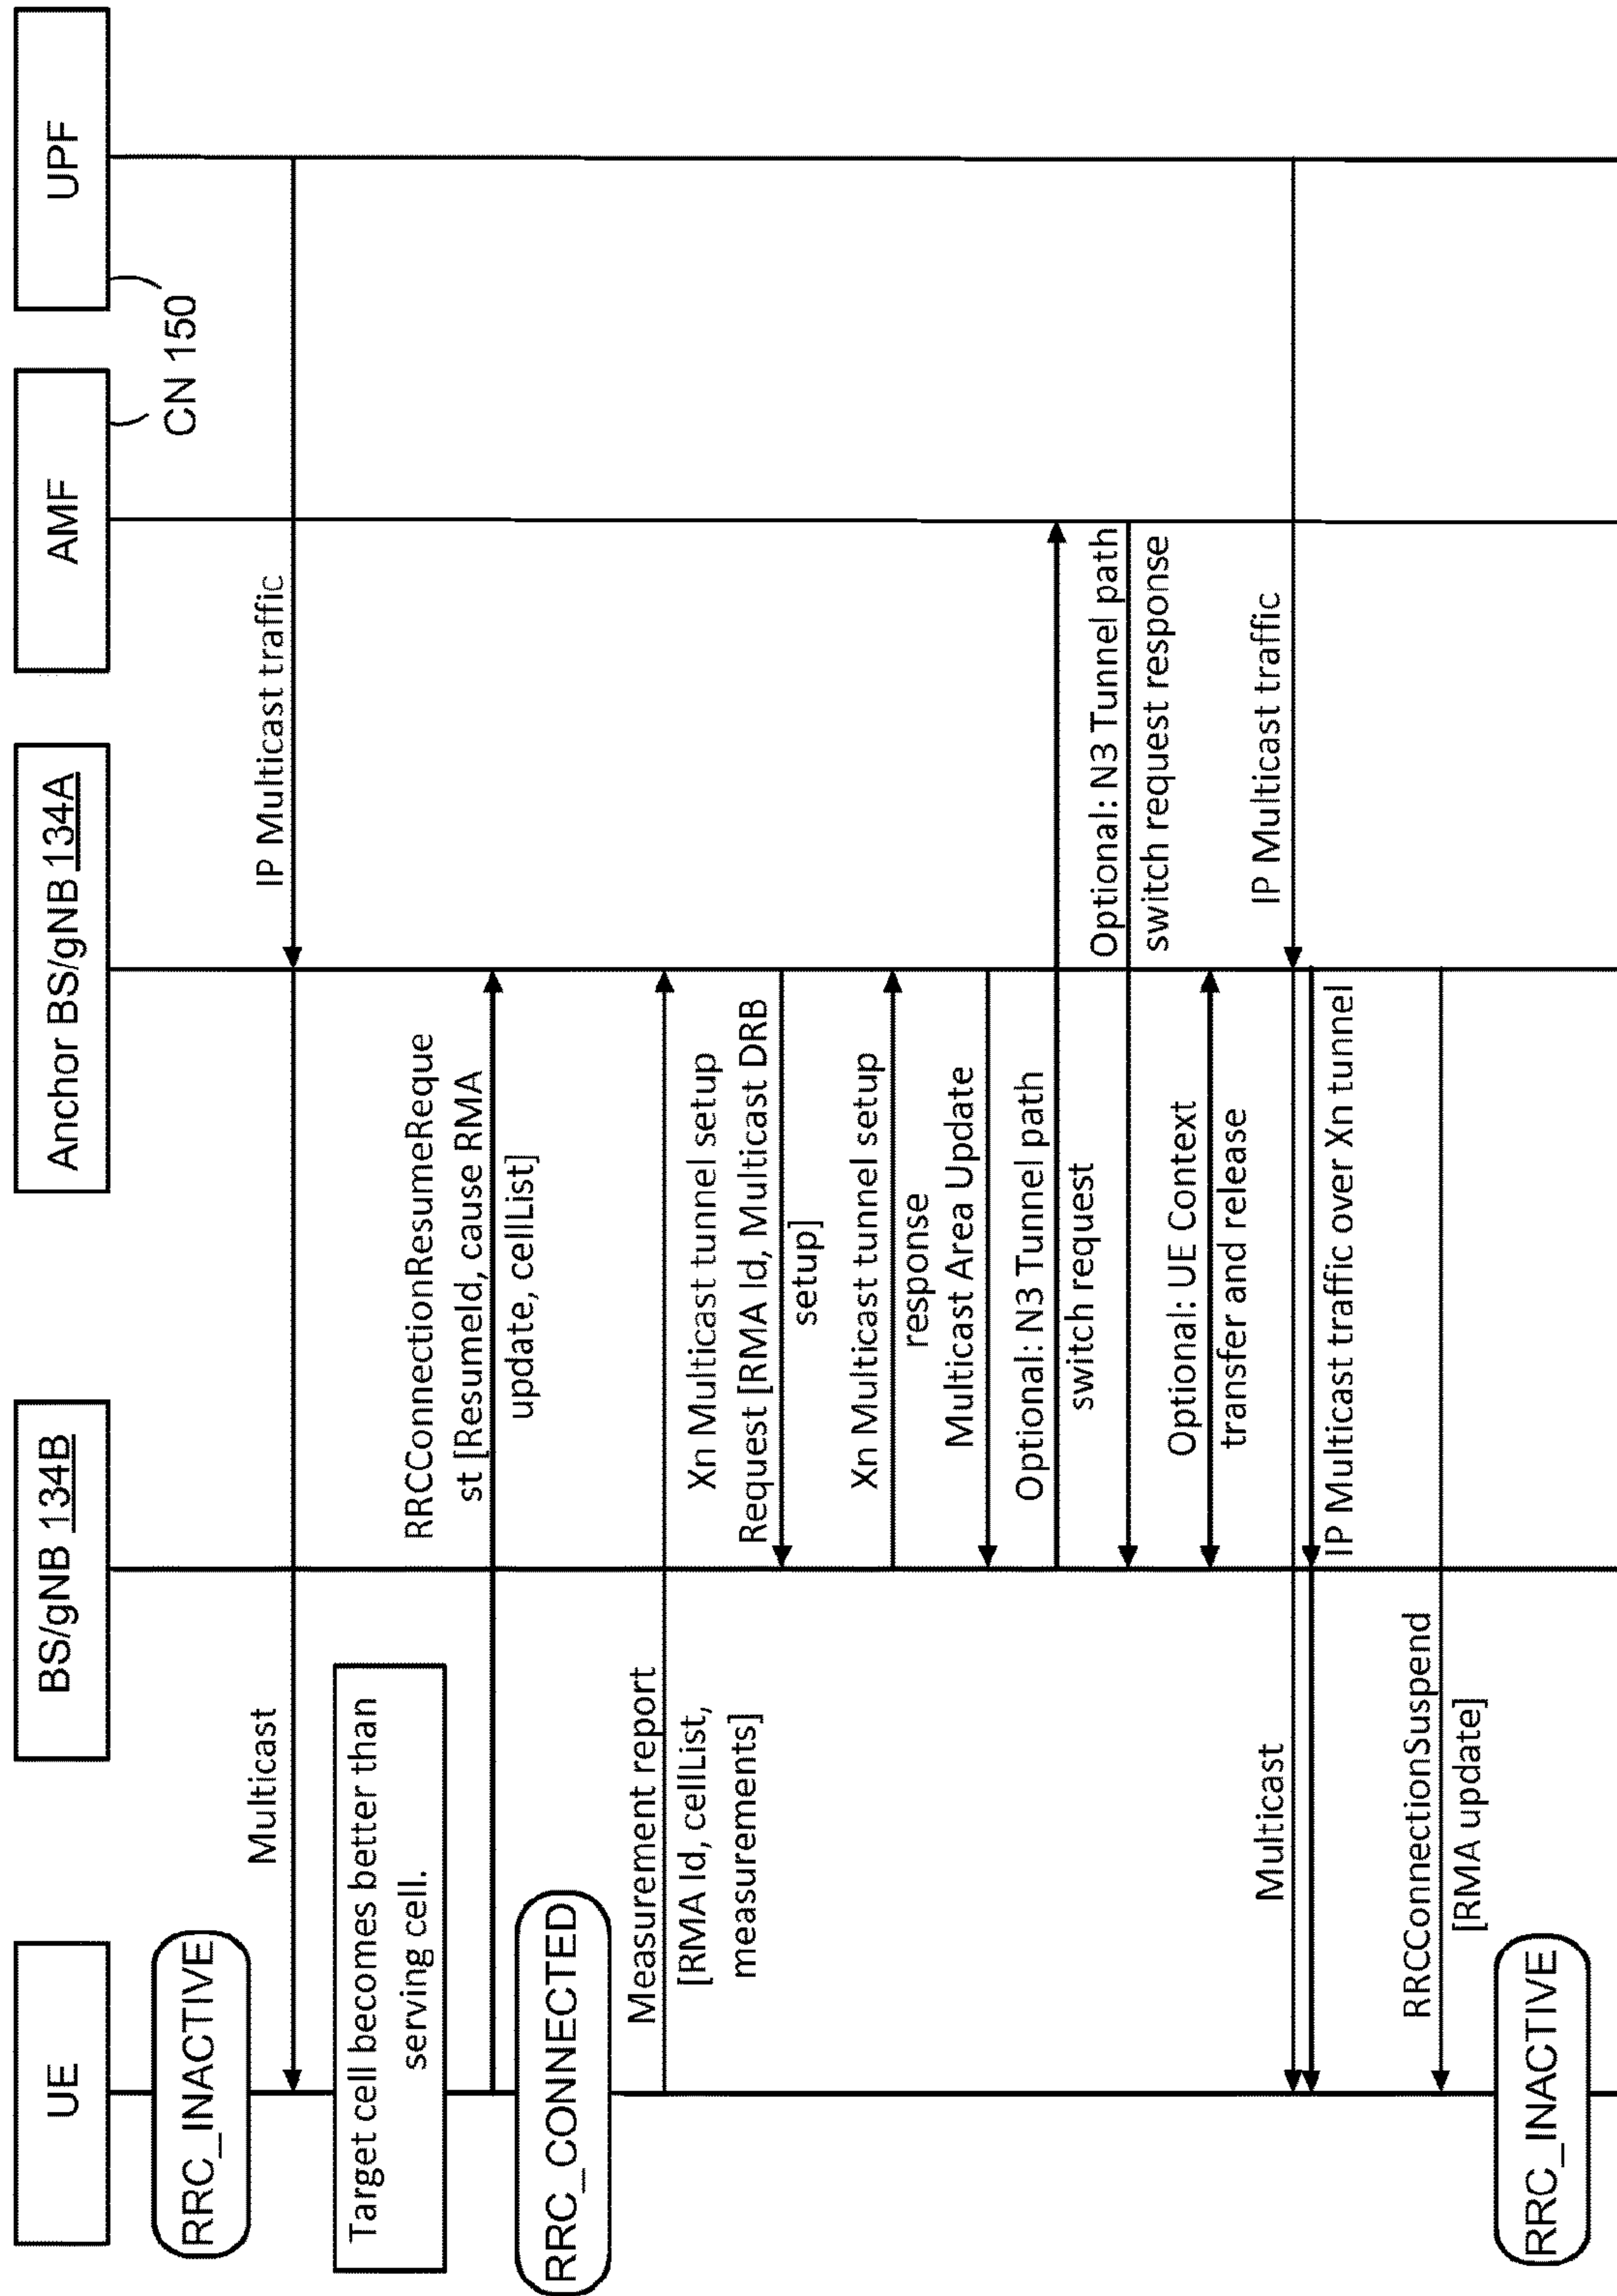 UE
BS/gNB 134B
Anchor BS/gNB 134A
AMF
UPF
CN 150
RRC_INACTIVE
Multicast
IP Multicast traffic
Target cell becomes better than
serving cell.
RRCConnectionResumeReque
st [ResumeId, cause RMA
update, cellList]
RRC_CONNECTED
Measurement report
[RMA Id, cellList,
measurements]
Xn Multicast tunnel setup
Request [RMA Id, Multicast DRB
setup]
Xn Multicast tunnel setup
response
Multicast Area Update
Optional: N3 Tunnel path
switch request
Optional: N3 Tunnel path
switch request response
Optional: UE Context
transfer and release
Multicast
IP Multicast traffic
IP Multicast traffic over Xn tunnel
RRCConnectionSuspend
[RMA update]
RRC_INACTIVE